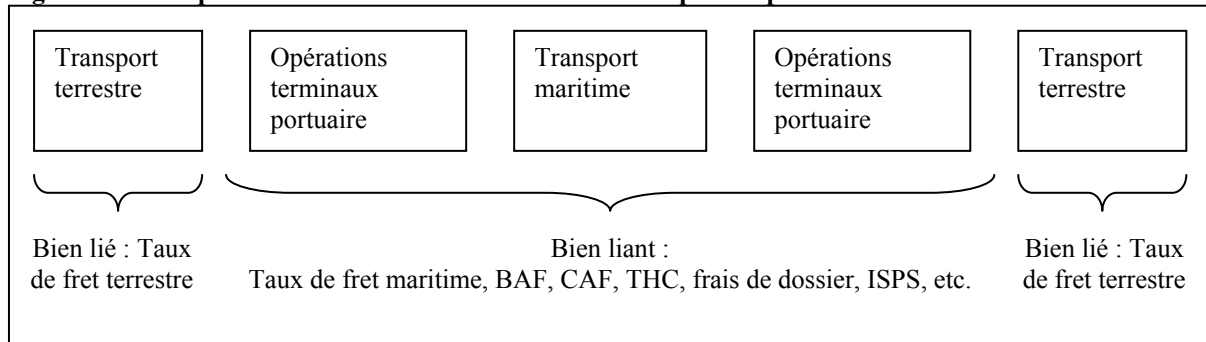 Transport
terrestre
Opérations
terminaux
portuaire
Transport
maritime
Opérations
terminaux
portuaire
Transport
terrestre
Bien lié : Taux
de fret terrestre
Bien liant :
Taux de fret maritime, BAF, CAF, THC, frais de dossier, ISPS, etc.
Bien lié : Taux
de fret terrestre